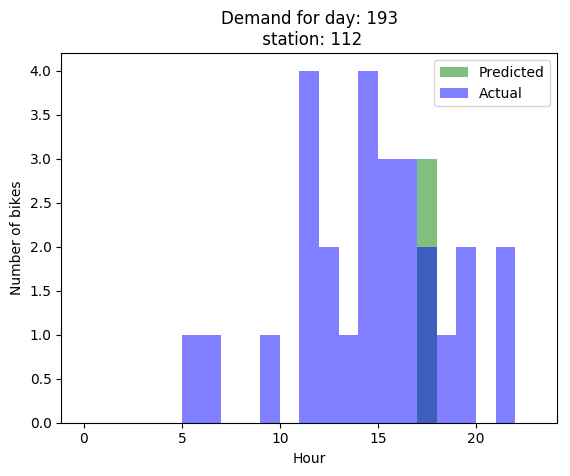 Demand for day: 193
station: 112
Predicted
Actual
4.0
3.5
3.0
2.5
2.0
1.5
1.0
0.5
0.0
Number of bikes
0 5 10 15 20
Hour